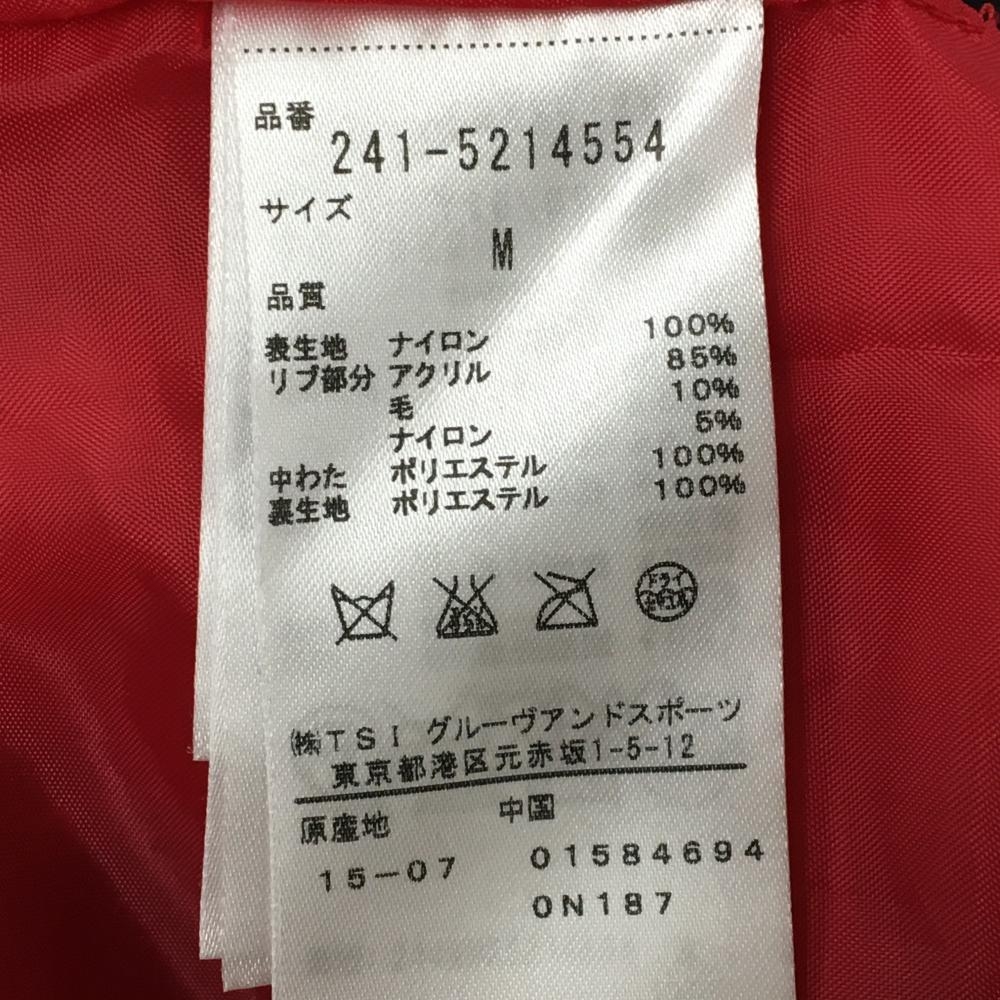 品番
241-5214554
サイズ
M
品質
表生地 ナイロン 100%
リブ部分 アクリル 85%
毛 10%
ナイロン 5%
中わた ポリエステル 100%
裏生地 ポリエステル 100%
ドライ
㈱TSI グルーヴアンドスポーツ
東京都港区元赤坂1-5-12
原産地 中国
15-07 01584694
0N187